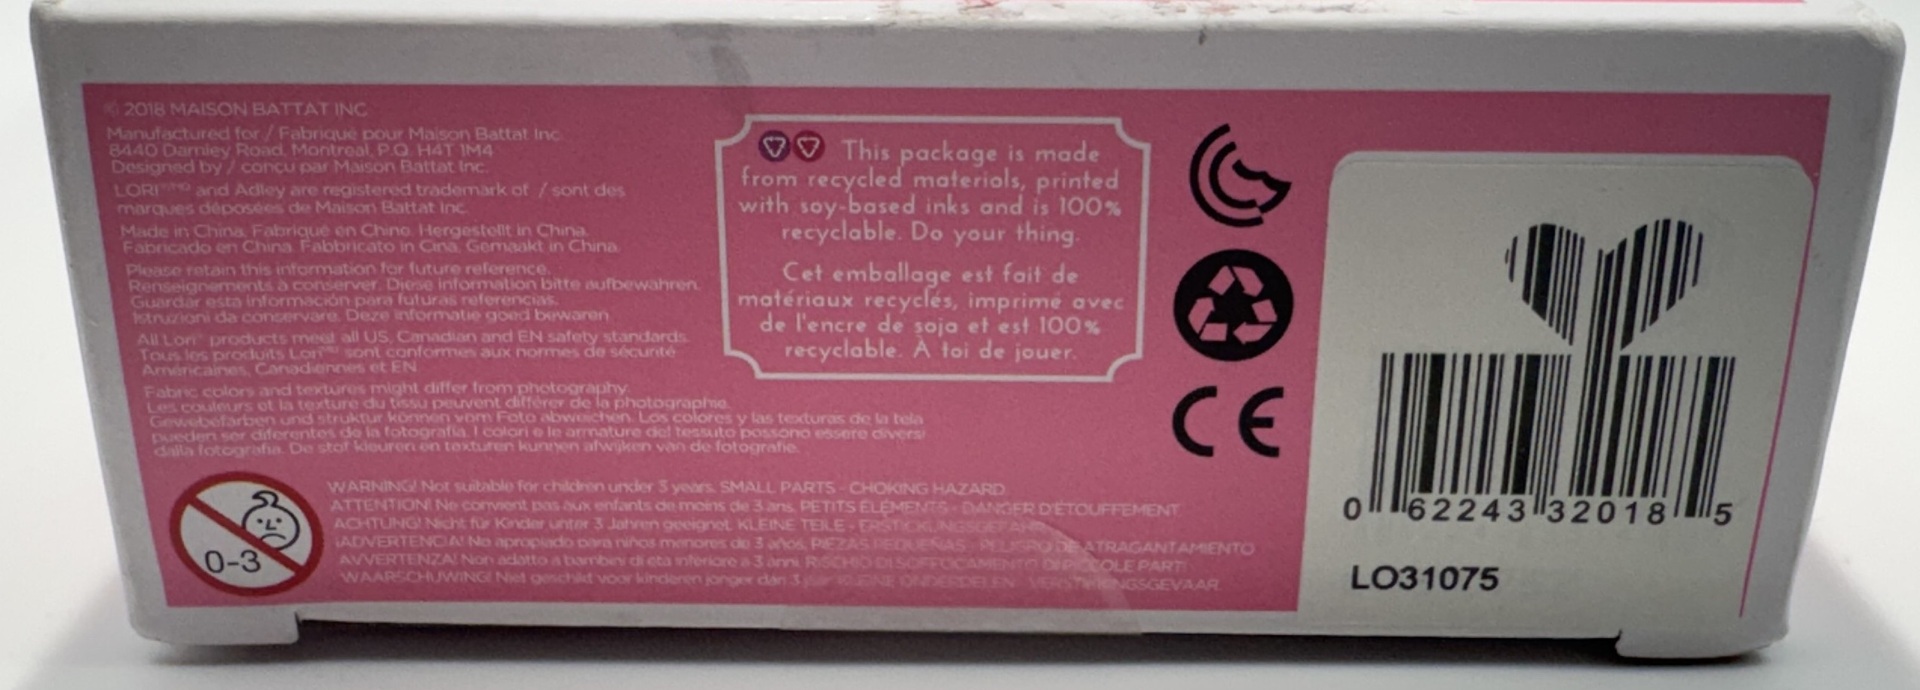 © 2018 MAISON BATTAT INC
Manufactured for / Fabriqué pour Maison Battat Inc.
8440 Darnley Road, Montreal, P.Q. H4T 1M4
Designed by / conçu par Maison Battat Inc.
LORI and Adley are registered trademark of / sont des
marques déposées de Maison Battat Inc
Made in China. Fabriqué en Chine. Hergestellt in China.
Fabricado en China. Fabbricato in Cina. Gemaakt in China.
Please retain this information for future reference.
Renseignements à conserver. Diese information bitte aufbewahren.
Guardar esta información para futuras referencias.
Istruzioni da conservare. Deze informatie goed bewaren
All Lori products meet all US, Canadian and EN safety standards.
Tous les produits Lori sont conformes aux normes de sécurité
Américaines, Canadiennes et EN
Fabric colors and textures might differ from photography.
Les couleurs et la texture du tissu peuvent différer de la photographie.
Gewebefarben und struktur können vom Foto abweichen. Los colores y las texturas de la tela
pueden ser diferentes de la fotografía. I colori e le armature del tessuto possono essere diversi
dalla fotografia. De stof kleuren en texturen kunnen afwijken van de fotografie.
This package is made
from recycled materials, printed
with soy-based inks and is 100%
recyclable. Do your thing.
Cet emballage est fait de
matériaux recyclés, imprimé avec
de l'encre de soja et est 100%
recyclable. À toi de jouer.
CE
0-3
WARNING! Not suitable for children under 3 years. SMALL PARTS - CHOKING HAZARD.
ATTENTION! Ne convient pas aux enfants de moins de 3 ans. PETITS ÉLÉMENTS - DANGER D'ÉTOUFFEMENT
ACHTUNG! Nicht für Kinder unter 3 Jahren geeignet. KLEINE TEILE - ERSTICKUNGSGEFAHR
¡ADVERTENCIA! No apropiado para niños menores de 3 años. PIEZAS PEQUEÑAS - PELIGRO DE ATRAGANTAMIENTO
AVVERTENZA! Non adatto a bambini di età inferiore a 3 anni. RISCHIO DI SOFFOCAMENTO DI PICCOLE PARTI
WAARSCHUWING! Niet geschikt voor kinderen jonger dan 3 jaar KLEINE ONDERDELEN - VERSTIKKINGSGEVAAR.
0 62243 32018 5
LO31075